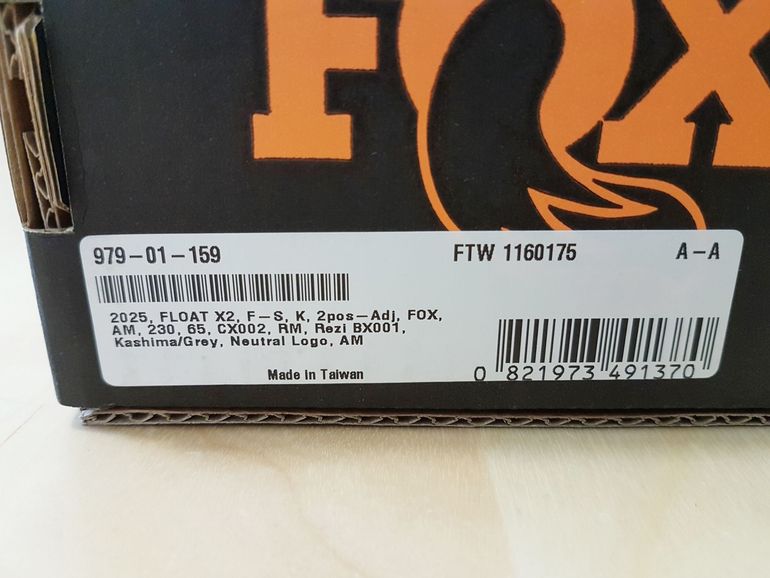 FOX
979-01-159 FTW 1160175 A-A
2025, FLOAT X2, F-S, K, 2pos-Adj, FOX,
AM, 230, 65, CX002, RM, Rezi BX001,
Kashima/Grey, Neutral Logo, AM
Made in Taiwan
0 821973 491370